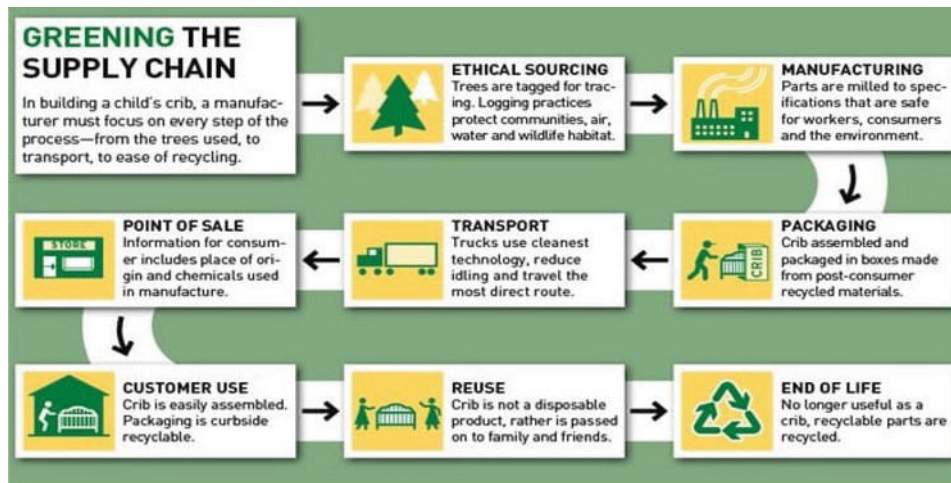 GREENING THE
SUPPLY CHAIN
In building a child's crib, a manufac-
turer must focus on every step of the
process—from the trees used, to
transport, to ease of recycling.
ETHICAL SOURCING
Trees are tagged for trac-
ing. Logging practices
protect communities, air,
water and wildlife habitat.
MANUFACTURING
Parts are milled to spec-
ifications that are safe
for workers, consumers
and the environment.
PACKAGING
Crib assembled and
packaged in boxes made
from post-consumer
recycled materials.
CRIB
TRANSPORT
Trucks use cleanest
technology, reduce
idling and travel the
most direct route.
POINT OF SALE
Information for consum-
er includes place of ori-
gin and chemicals used
in manufacture.
STORE
CUSTOMER USE
Crib is easily assembled.
Packaging is curbside
recyclable.
REUSE
Crib is not a disposable
product, rather is passed
on to family and friends.
END OF LIFE
No longer useful as a
crib, recyclable parts are
recycled.